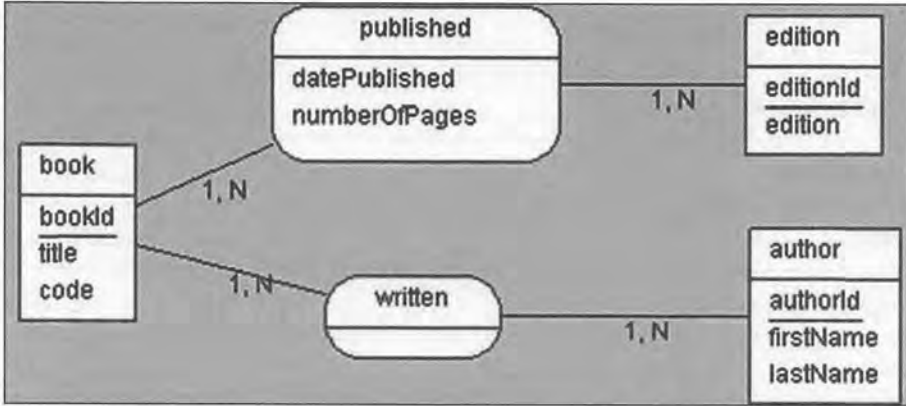 published
datePublished
numberOfPages
1, N
edition
editionId
edition
1, N
book
bookId
title
code
1, N
written
1, N
author
authorId
firstName
lastName